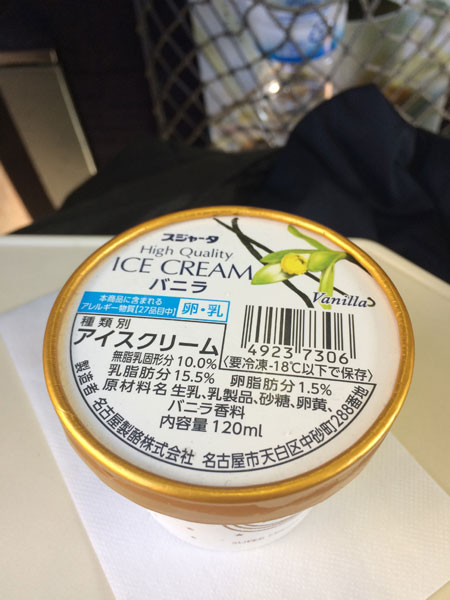 スジャータ
High Quality
ICE CREAM
バニラ
Vanilla
本商品に含まれる
アレルギー物質【27品目中】
卵・乳
4923 7306
種類別
アイスクリーム
(要冷凍-18℃以下で保存)
無脂乳固形分 10.0%
乳脂肪分 15.5% 卵脂肪分 1.5%
原材料名 生乳、乳製品、砂糖、卵黄、
バニラ香料
内容量 120ml
製造者 名古屋製酪株式会社 名古屋市天白区中砂町288番地